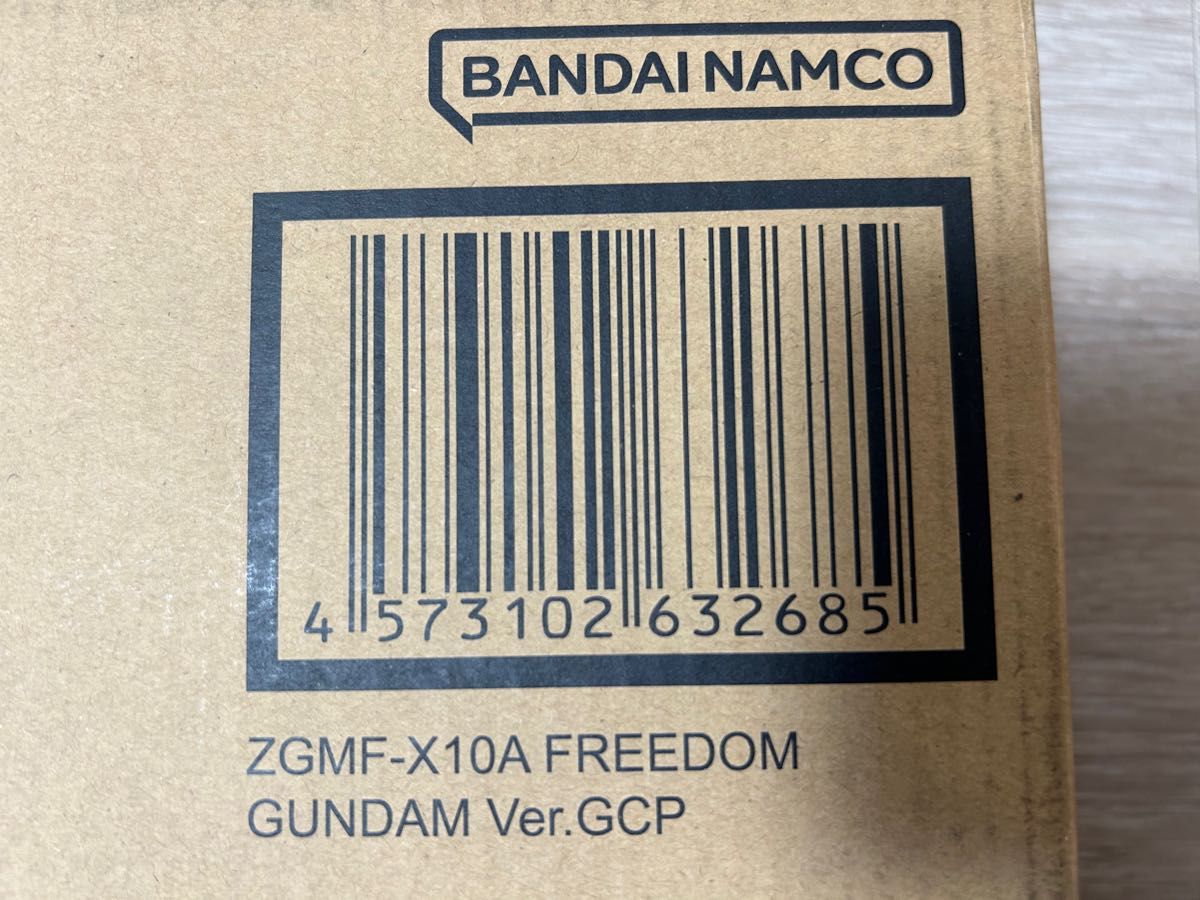 BANDAI NAMCO
4 573102 632685
ZGMF-X10A FREEDOM
GUNDAM Ver.GCP